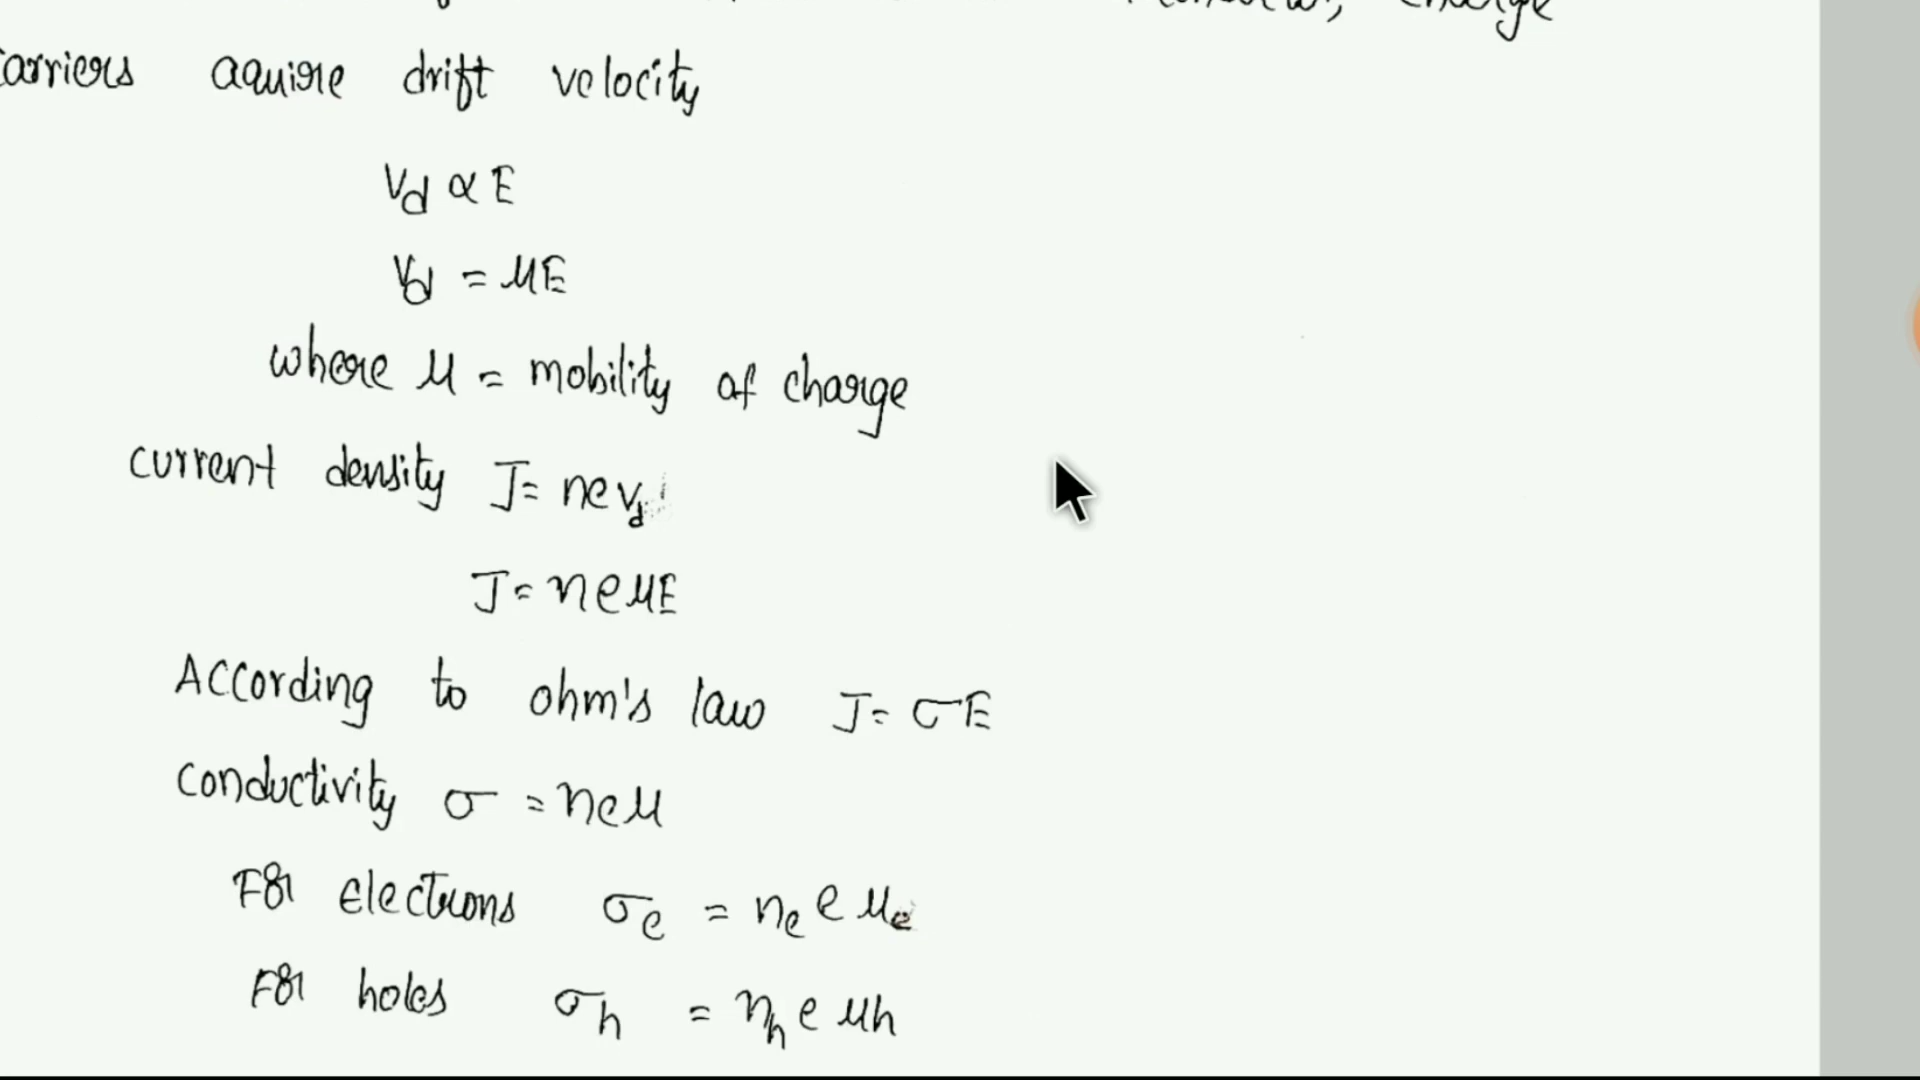 charge
carriers aquire drift velocity
Vd ∝ E
Vd = μE
where μ = mobility of charge
current density J = nevd
J = neμE
According to ohm's law J = σE
conductivity σ = neμ
For Electrons σe = ne e μe
For holes σh = nh e μh